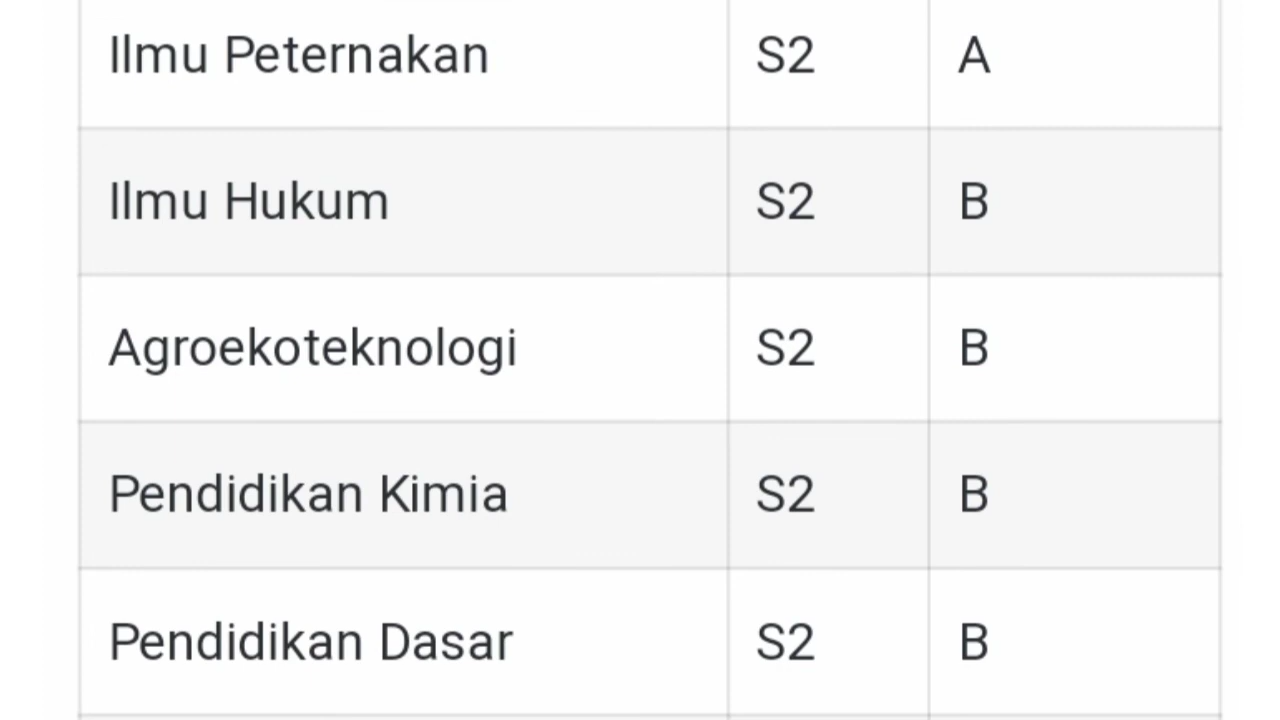 Ilmu Peternakan S2 A
Ilmu Hukum S2 B
Agroekoteknologi S2 B
Pendidikan Kimia S2 B
Pendidikan Dasar S2 B